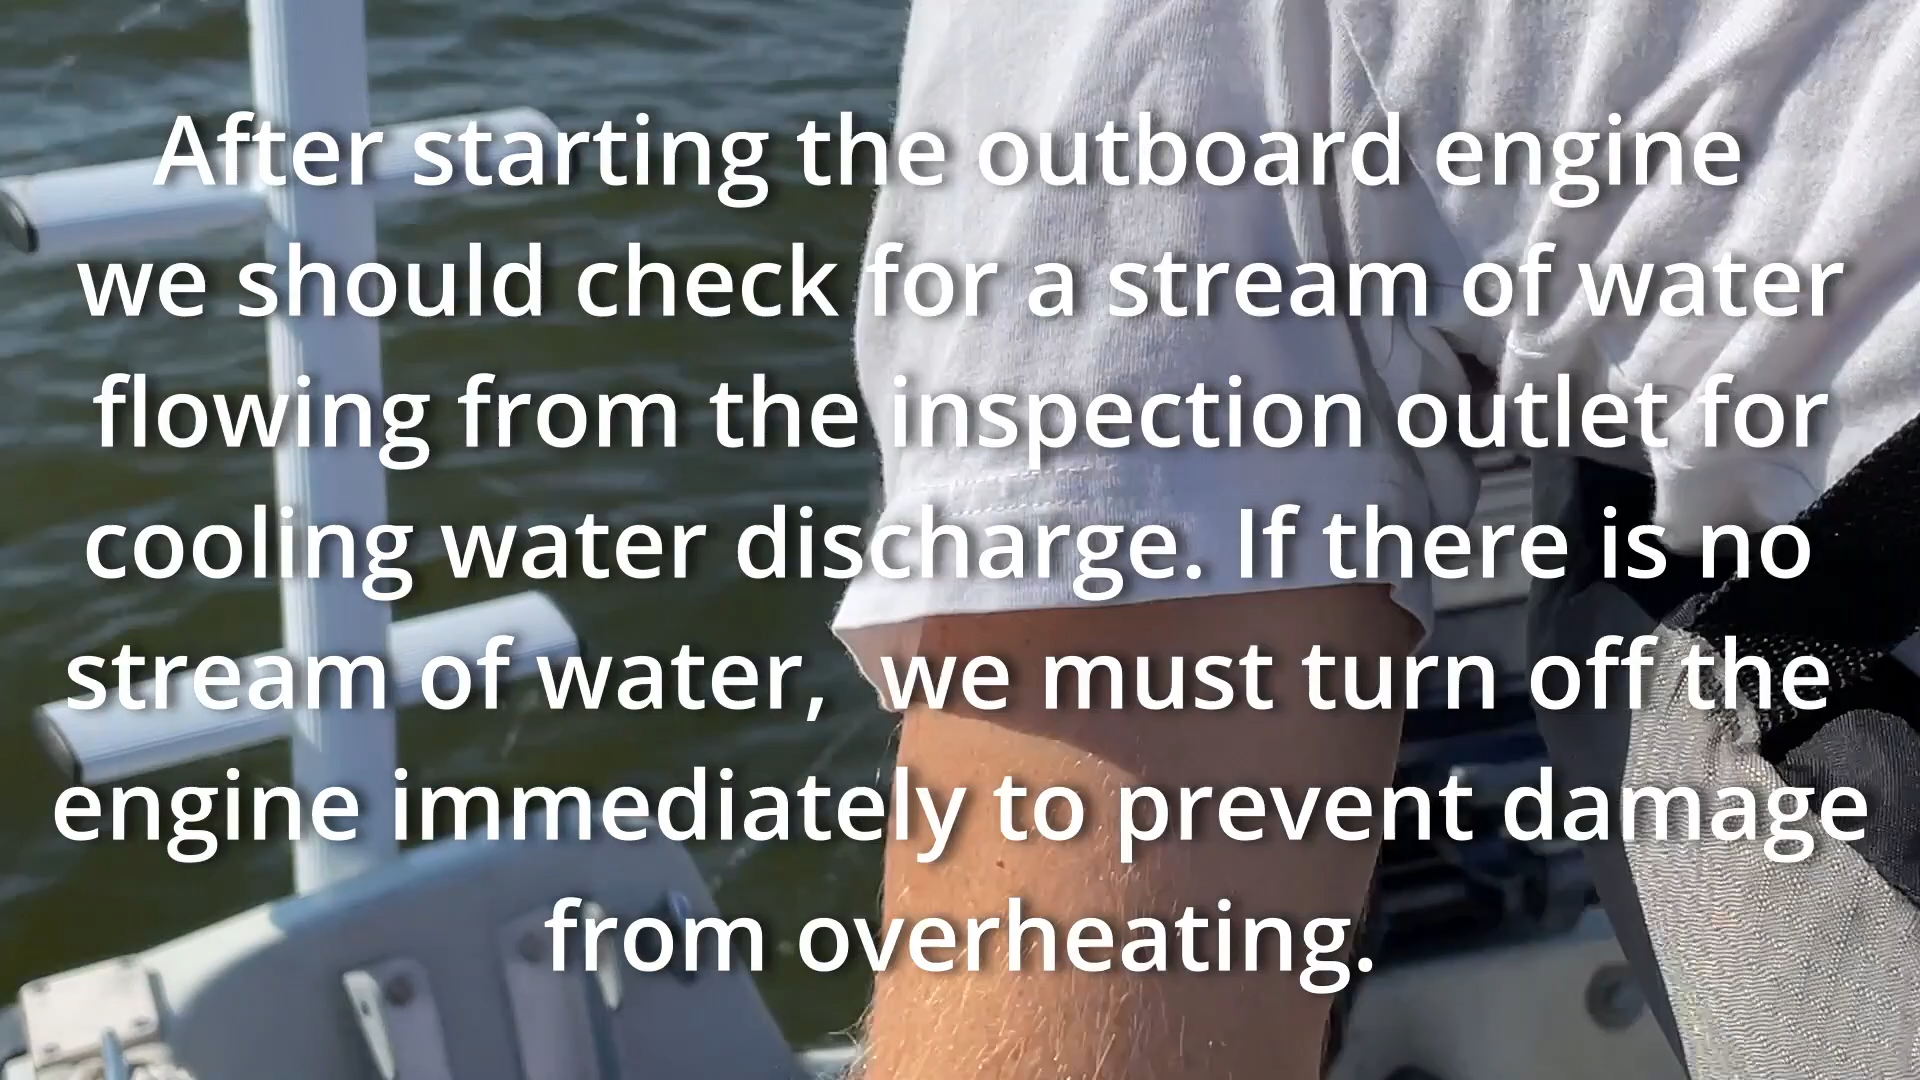 After starting the outboard engine
we should check for a stream of water
flowing from the inspection outlet for
cooling water discharge. If there is no
stream of water,  we must turn off the
engine immediately to prevent damage
from overheating.